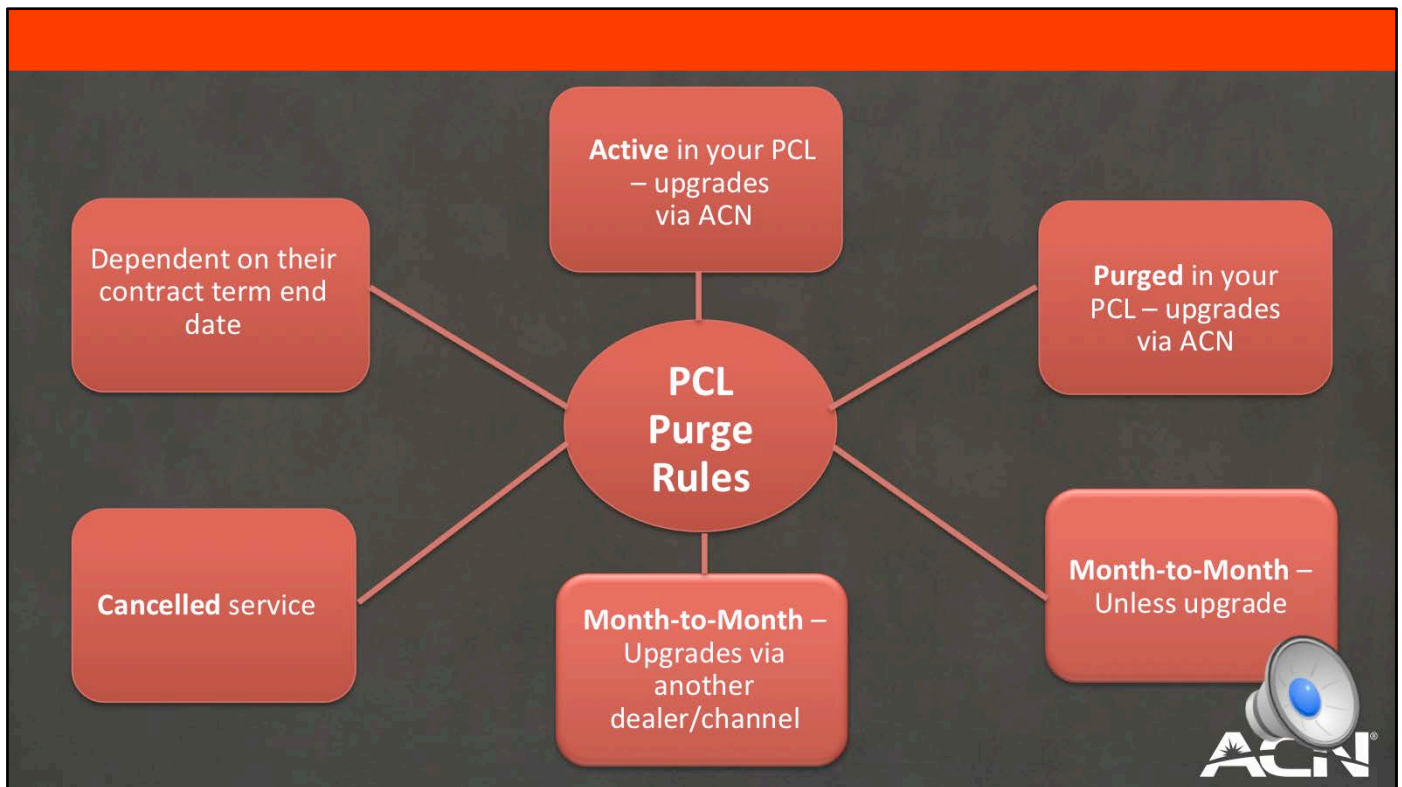 Active in your PCL
– upgrades
via ACN
Dependent on their
contract term end
date
Purged in your
PCL – upgrades
via ACN
PCL
Purge
Rules
Cancelled service
Month-to-Month –
Upgrades via
another
dealer/channel
Month-to-Month –
Unless upgrade
ACN®